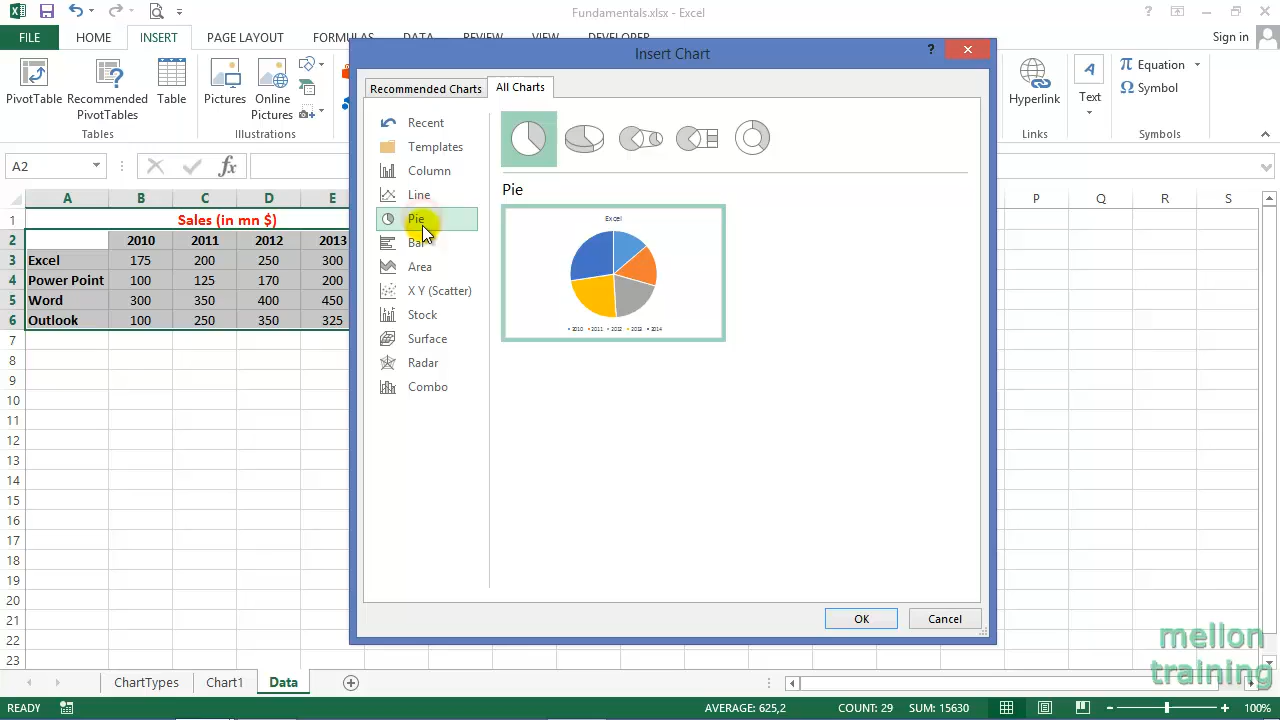 Fundamentals.xlsx - Excel
FILE HOME INSERT PAGE LAYOUT FORMULAS DATA REVIEW VIEW DEVELOPER Sign in
Insert Chart
PivotTable Recommended PivotTables Table Pictures Online Pictures Hyperlink Text Equation Symbol
Tables Illustrations Links Symbols
A2
Recommended Charts All Charts
Recent
Templates
Column
Line
Pie
Bar
Area
X Y (Scatter)
Stock
Surface
Radar
Combo
Pie
Excel
2010 2011 2012 2013 2014
OK Cancel
A B C D E P Q R S
1 Sales (in mn $)
2 2010 2011 2012 2013
3 Excel 175 200 250 300
4 Power Point 100 125 170 200
5 Word 300 350 400 450
6 Outlook 100 250 350 325
7
8
9
10
11
12
13
14
15
16
17
18
19
20
21
22
23
mellon
training
ChartTypes Chart1 Data
READY AVERAGE: 625,2 COUNT: 29 SUM: 15630 100%